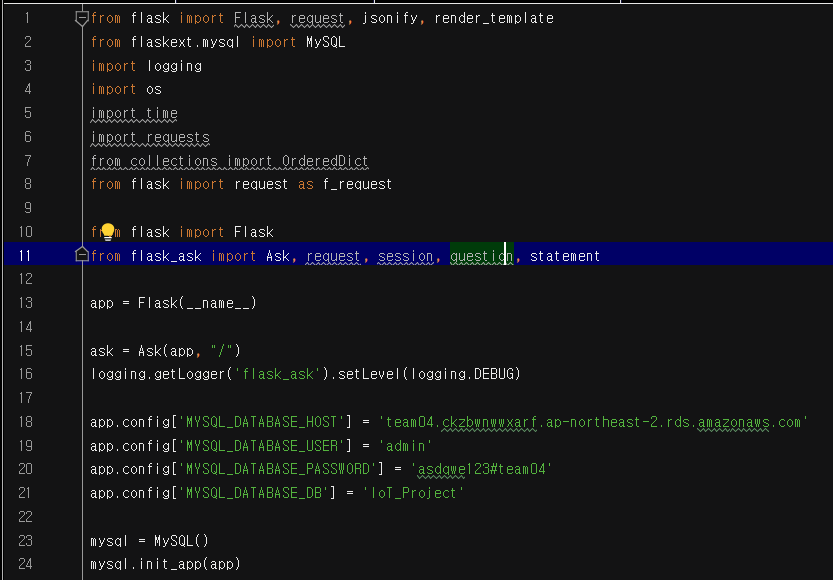 1 from flask import Flask, request, jsonify, render_template
2 from flaskext.mysql import MySQL
3 import logging
4 import os
5 import time
6 import requests
7 from collections import OrderedDict
8 from flask import request as f_request
9
10 from flask import Flask
11 from flask_ask import Ask, request, session, question, statement
12
13 app = Flask(__name__)
14
15 ask = Ask(app, "/")
16 logging.getLogger('flask_ask').setLevel(logging.DEBUG)
17
18 app.config['MYSQL_DATABASE_HOST'] = 'team04.ckzbwnwwxarf.ap-northeast-2.rds.amazonaws.com'
19 app.config['MYSQL_DATABASE_USER'] = 'admin'
20 app.config['MYSQL_DATABASE_PASSWORD'] = 'asdqwe123#team04'
21 app.config['MYSQL_DATABASE_DB'] = 'IoT_Project'
22
23 mysql = MySQL()
24 mysql.init_app(app)